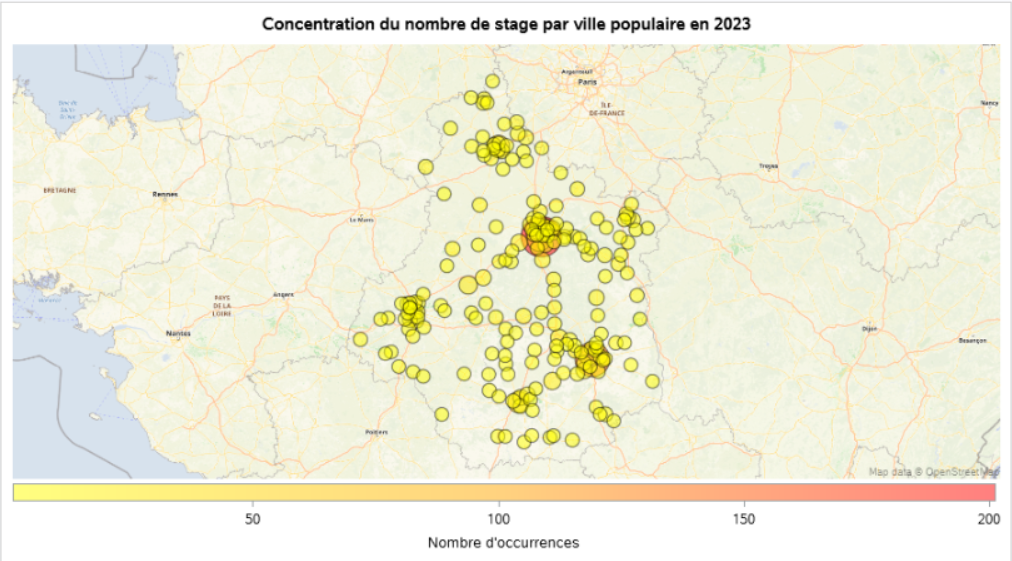 Concentration du nombre de stage par ville populaire en 2023
Argenteuil
Paris
ÎLE-
DE-FRANCE
Nancy
Troyes
BRETAGNE
Rennes
Le Mans
PAYS
DE LA
LOIRE
Angers
Nantes
Dijon
Besançon
Poitiers
Map data © OpenStreetMap
50
100
150
200
Nombre d'occurrences